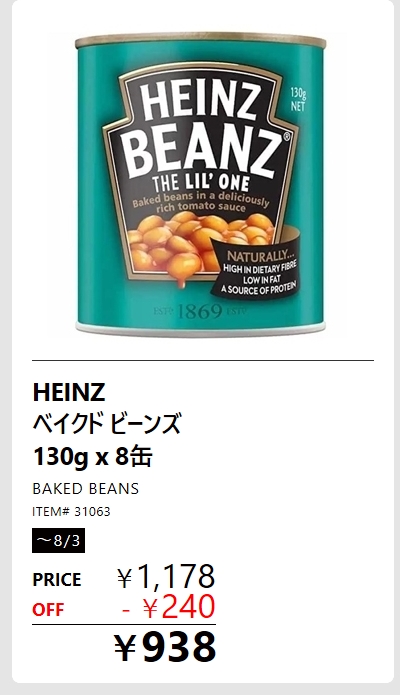 HEINZ
BEANZ®
THE LIL' ONE
Baked beans in a deliciously
rich tomato sauce
130g
NET
NATURALLY...
HIGH IN DIETARY FIBRE
LOW IN FAT
A SOURCE OF PROTEIN
ESTD 1869 ESTD
HEINZ
ベイクド ビーンズ
130g x 8缶
BAKED BEANS
ITEM# 31063
～8/3
PRICE ¥1,178
OFF - ¥240
¥938